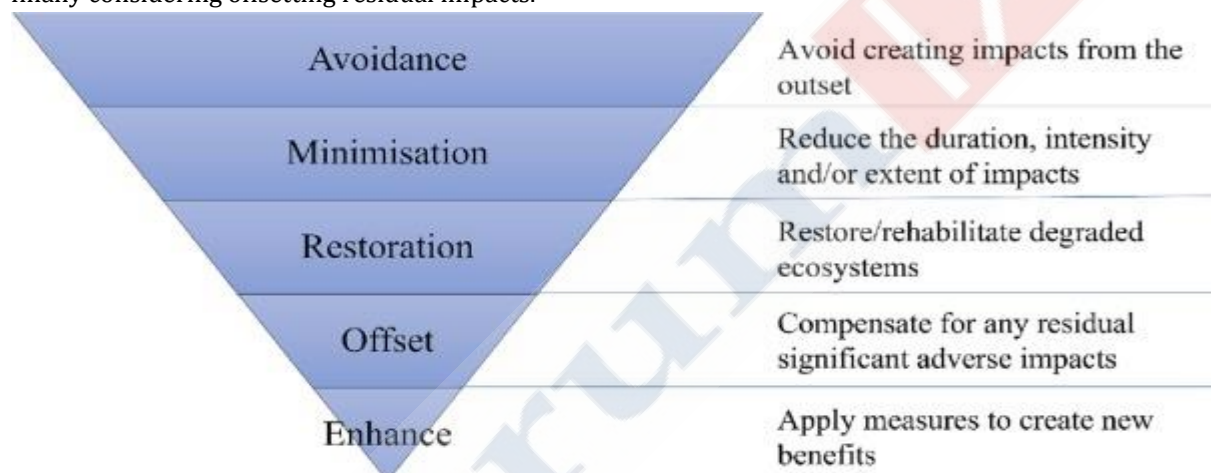 finally considering offsetting residual impacts.
Avoidance
Avoid creating impacts from the
outset
Minimisation
Reduce the duration, intensity
and/or extent of impacts
Restoration
Restore/rehabilitate degraded
ecosystems
Offset
Compensate for any residual
significant adverse impacts
Enhance
Apply measures to create new
benefits